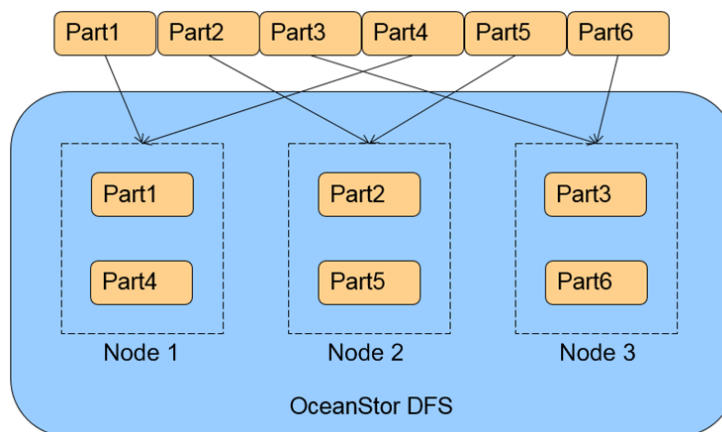 Part1 Part2 Part3 Part4 Part5 Part6
Part1 Part2 Part3
Part4 Part5 Part6
Node 1 Node 2 Node 3
OceanStor DFS